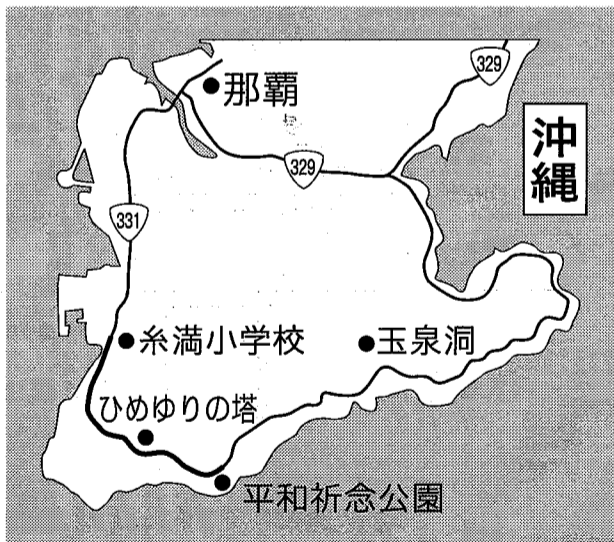 329
那覇
329
沖縄
331
糸満小学校
玉泉洞
ひめゆりの塔
平和祈念公園